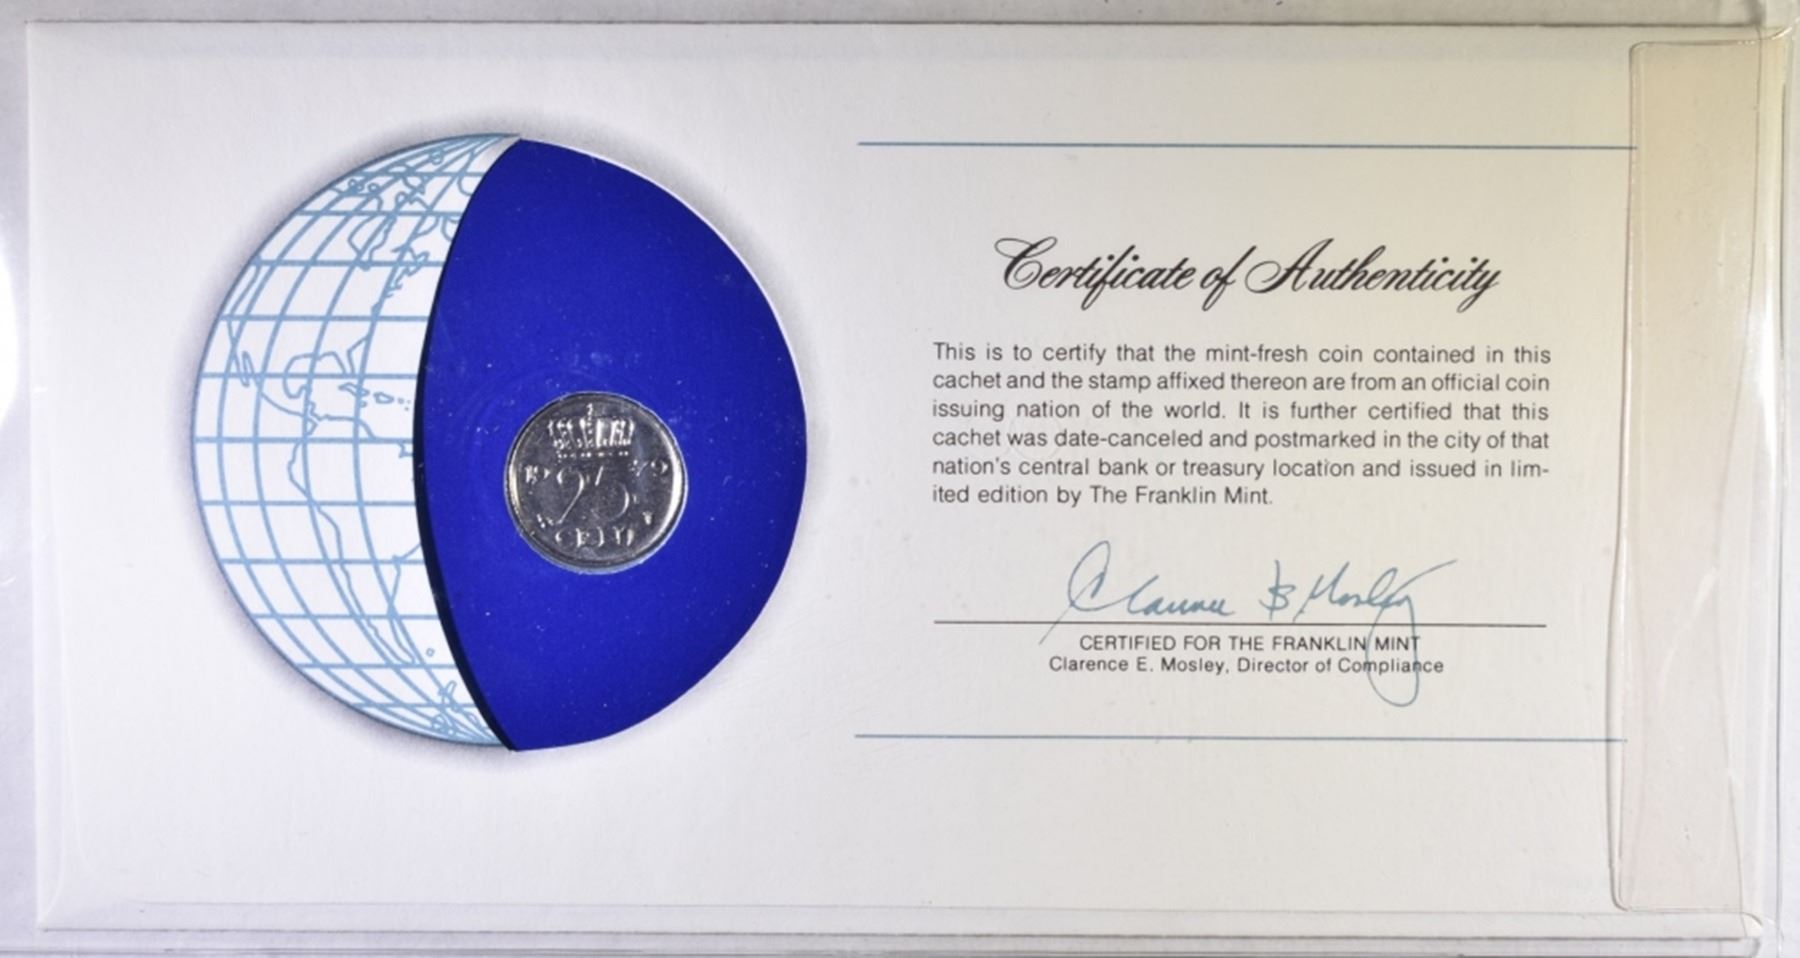 Certificate of Authenticity
This is to certify that the mint-fresh coin contained in this
cachet and the stamp affixed thereon are from an official coin
issuing nation of the world. It is further certified that this
cachet was date-canceled and postmarked in the city of that
nation's central bank or treasury location and issued in lim-
ited edition by The Franklin Mint.
Clarence E Mosley
CERTIFIED FOR THE FRANKLIN MINT
Clarence E. Mosley, Director of Compliance
19 79
25
CENT